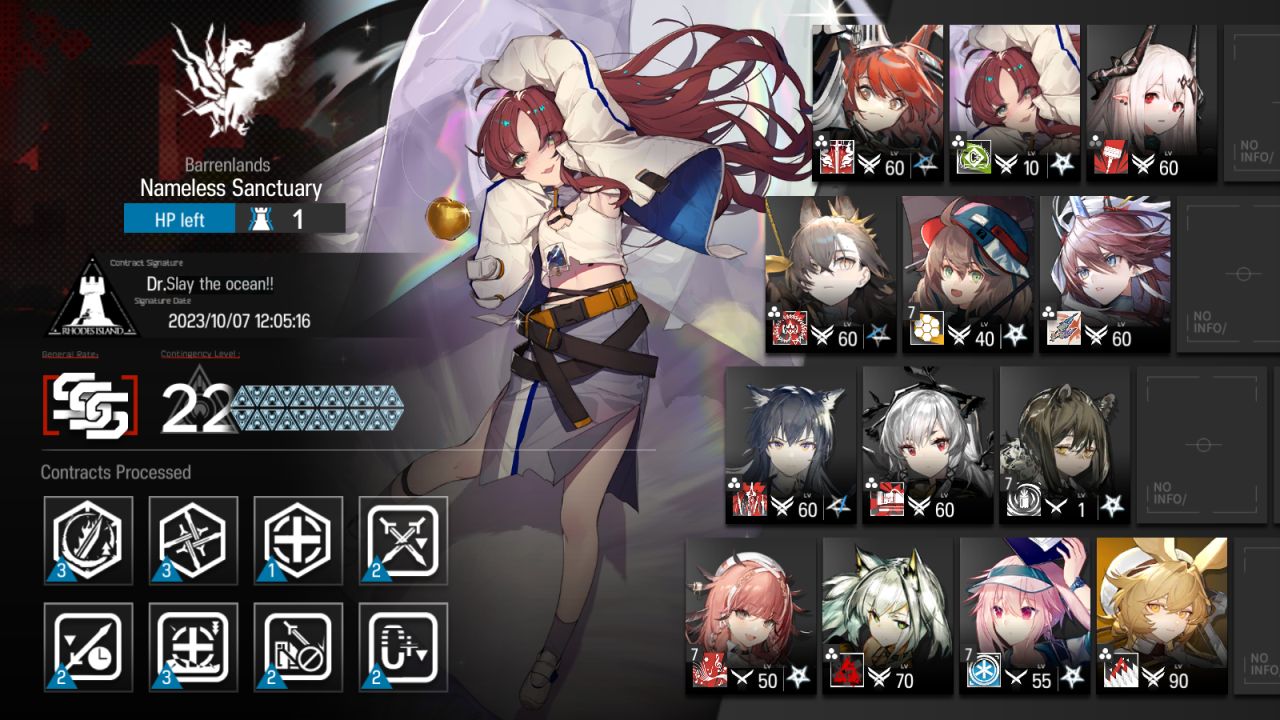 Barrenlands
Nameless Sanctuary
HP left 1
Contract Signature
Dr.Slay the ocean!!
Signature Date
2023/10/07 12:05:16
RHODES ISLAND
General Rate:
Contingency Level:
SSS
22
Contracts Processed
3 3 1 2
2 3 2 2
LV 60
LV 10
LV 60
NO INFO/
LV 60
7 LV 40
LV 60
NO INFO/
LV 60
LV 60
7 LV 1
NO INFO/
7 LV 50
LV 70
7 LV 55
LV 90
NO INFO